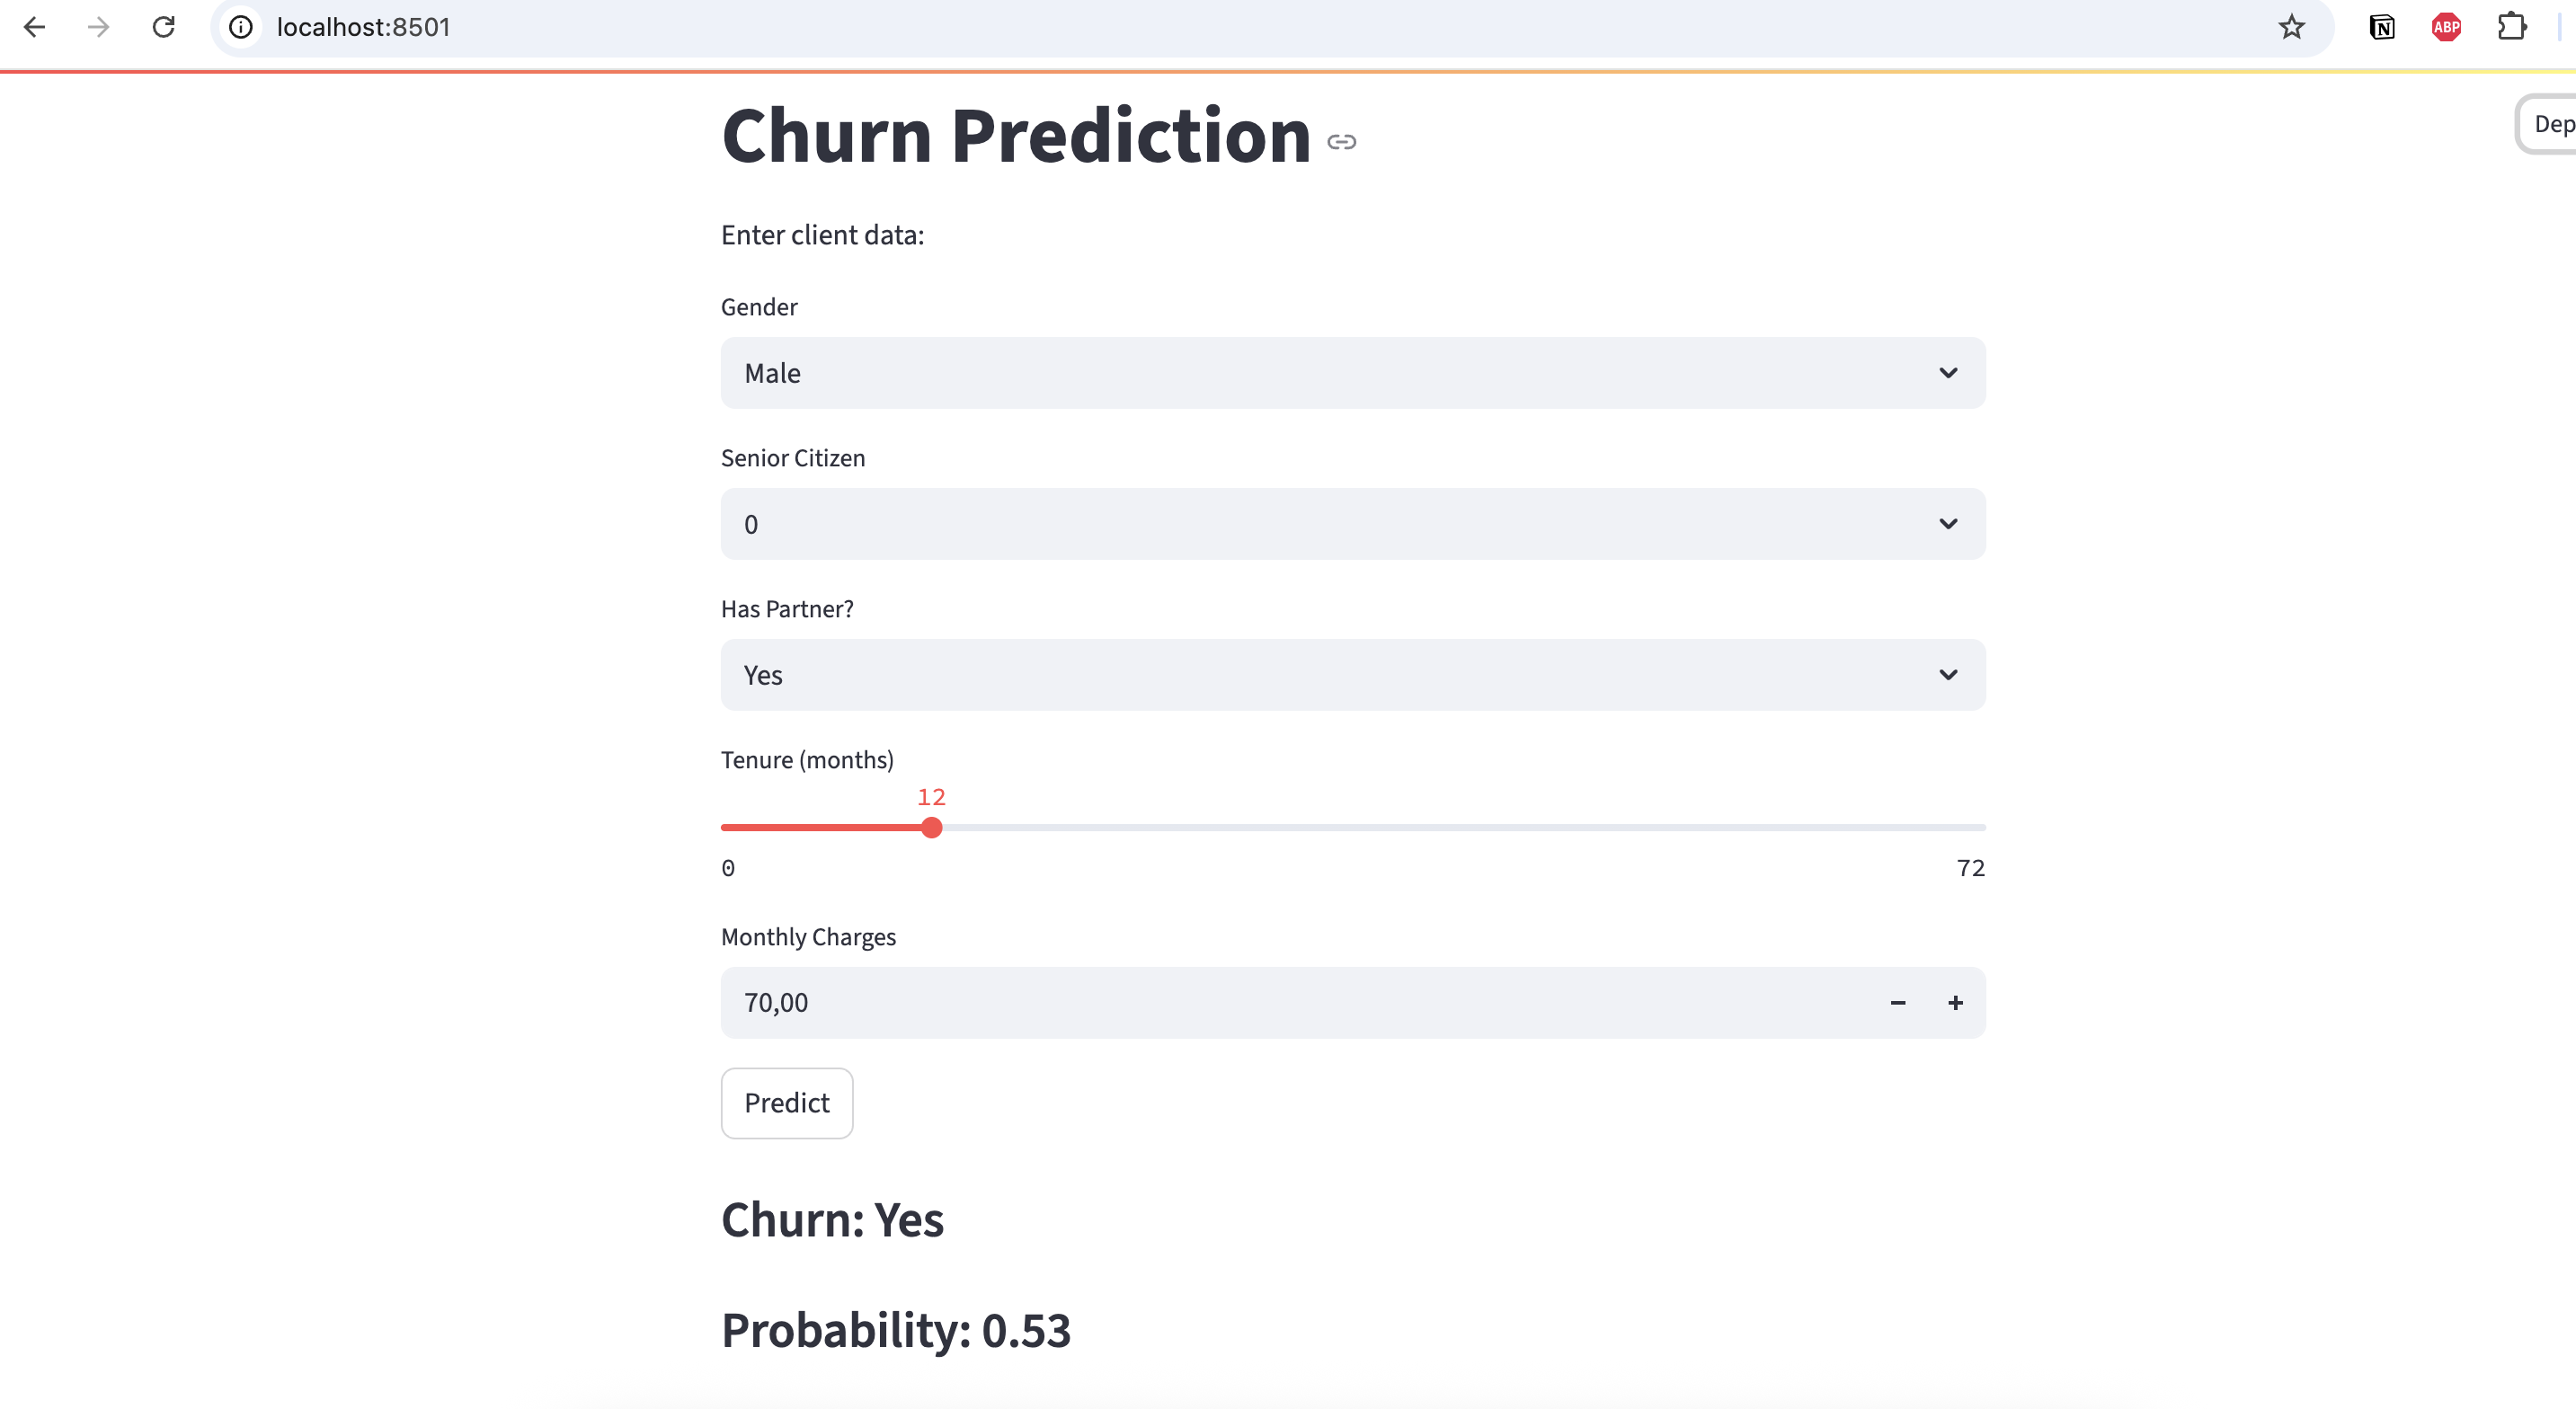 localhost:8501
N
ABP
Dep
Churn Prediction
Enter client data:
Gender
Male
Senior Citizen
0
Has Partner?
Yes
Tenure (months)
12
0
72
Monthly Charges
70,00
Predict
Churn: Yes
Probability: 0.53